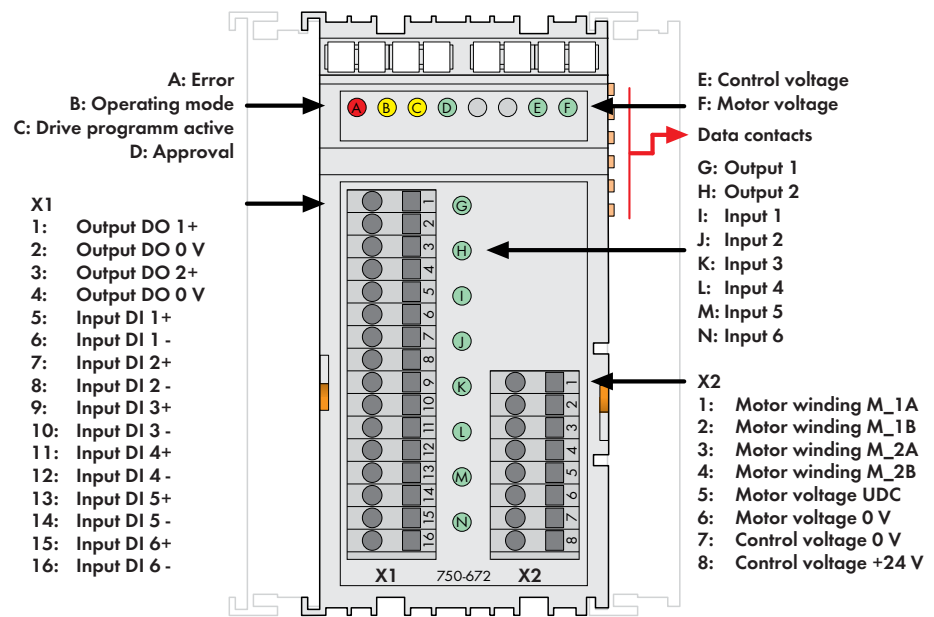 A: Error
B: Operating mode
C: Drive programm active
D: Approval
E: Control voltage
F: Motor voltage
Data contacts
A B C D E F
G: Output 1
H: Output 2
I: Input 1
J: Input 2
K: Input 3
L: Input 4
M: Input 5
N: Input 6
X1
1: Output DO 1+
2: Output DO 0 V
3: Output DO 2+
4: Output DO 0 V
5: Input DI 1+
6: Input DI 1 -
7: Input DI 2+
8: Input DI 2 -
9: Input DI 3+
10: Input DI 3 -
11: Input DI 4+
12: Input DI 4 -
13: Input DI 5+
14: Input DI 5 -
15: Input DI 6+
16: Input DI 6 -
1
2
3
4
5
6
7
8
9
10
11
12
13
14
15
16
G
H
I
J
K
L
M
N
1
2
3
4
5
6
7
8
X2
1: Motor winding M_1A
2: Motor winding M_1B
3: Motor winding M_2A
4: Motor winding M_2B
5: Motor voltage UDC
6: Motor voltage 0 V
7: Control voltage 0 V
8: Control voltage +24 V
X1 750-672 X2